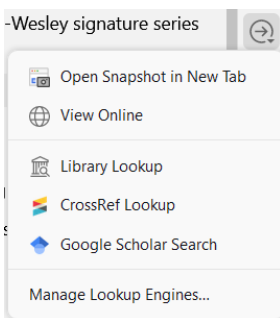 -Wesley signature series
Open Snapshot in New Tab
View Online
Library Lookup
CrossRef Lookup
Google Scholar Search
Manage Lookup Engines...